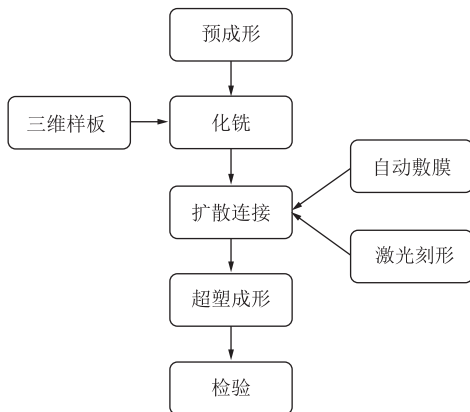 预成形
三维样板
化铣
自动敷膜
扩散连接
激光刻形
超塑成形
检验